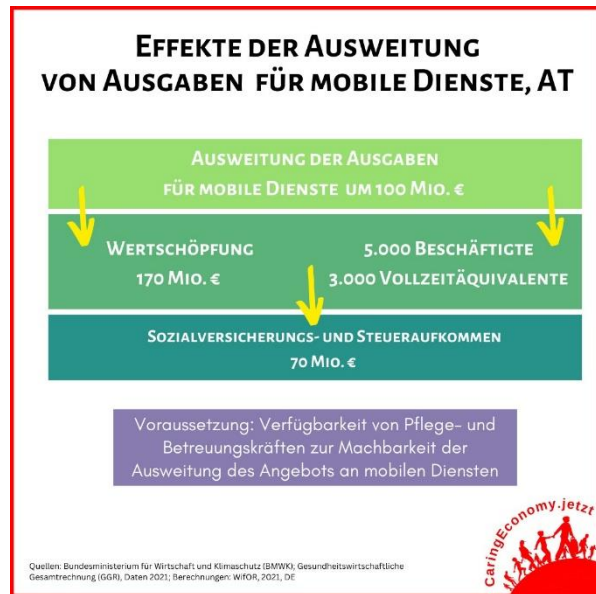 Effekte der Ausweitung
von Ausgaben für mobile Dienste, AT
Ausweitung der Ausgaben
für mobile Dienste um 100 Mio. €
Wertschöpfung
170 Mio. €
5.000 Beschäftigte
3.000 Vollzeitäquivalente
Sozialversicherungs- und Steueraufkommen
70 Mio. €
Voraussetzung: Verfügbarkeit von Pflege- und
Betreuungskräften zur Machbarkeit der
Ausweitung des Angebots an mobilen Diensten
CaringEconomy.jetzt
Quellen: Bundesministerium für Wirtschaft und Klimaschutz (BMWK); Gesundheitswirtschaftliche
Gesamtrechnung (GGR), Daten 2021; Berechnungen: WifOR, 2021, DE